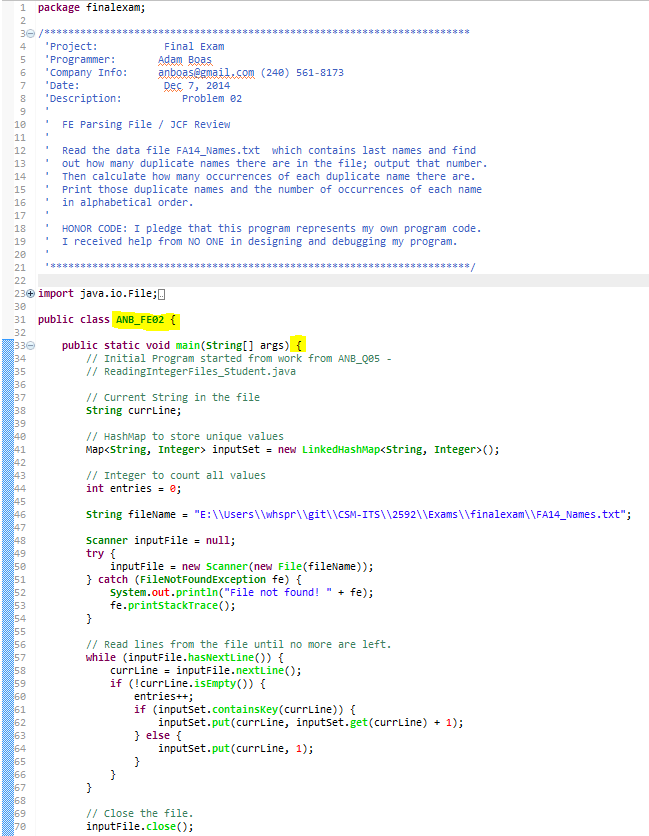 1 package finalexam;
2
3 /***********************************************************************
4 'Project: Final Exam
5 'Programmer: Adam Boas
6 'Company Info: anboas@gmail.com (240) 561-8173
7 'Date: Dec 7, 2014
8 'Description: Problem 02
9 '
10 ' FE Parsing File / JCF Review
11 '
12 ' Read the data file FA14_Names.txt which contains last names and find
13 ' out how many duplicate names there are in the file; output that number.
14 ' Then calculate how many occurrences of each duplicate name there are.
15 ' Print those duplicate names and the number of occurrences of each name
16 ' in alphabetical order.
17 '
18 ' HONOR CODE: I pledge that this program represents my own program code.
19 ' I received help from NO ONE in designing and debugging my program.
20 '
21 '**********************************************************************/
22
23 import java.io.File;
30
31 public class ANB_FE02 {
32
33 public static void main(String[] args) {
34 // Initial Program started from work from ANB_Q05 -
35 // ReadingIntegerFiles_Student.java
36
37 // Current String in the file
38 String currLine;
39
40 // HashMap to store unique values
41 Map<String, Integer> inputSet = new LinkedHashMap<String, Integer>();
42
43 // Integer to count all values
44 int entries = 0;
45
46 String fileName = "E:\\Users\\whspr\\git\\CSM-ITS\\2592\\Exams\\finalexam\\FA14_Names.txt";
47
48 Scanner inputFile = null;
49 try {
50 inputFile = new Scanner(new File(fileName));
51 } catch (FileNotFoundException fe) {
52 System.out.println("File not found! " + fe);
53 fe.printStackTrace();
54 }
55
56 // Read lines from the file until no more are left.
57 while (inputFile.hasNextLine()) {
58 currLine = inputFile.nextLine();
59 if (!currLine.isEmpty()) {
60 entries++;
61 if (inputSet.containsKey(currLine)) {
62 inputSet.put(currLine, inputSet.get(currLine) + 1);
63 } else {
64 inputSet.put(currLine, 1);
65 }
66 }
67 }
68
69 // Close the file.
70 inputFile.close();